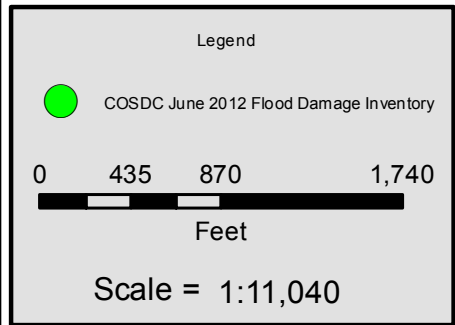 Legend
COSDC June 2012 Flood Damage Inventory
0 435 870 1,740
Feet
Scale = 1:11,040